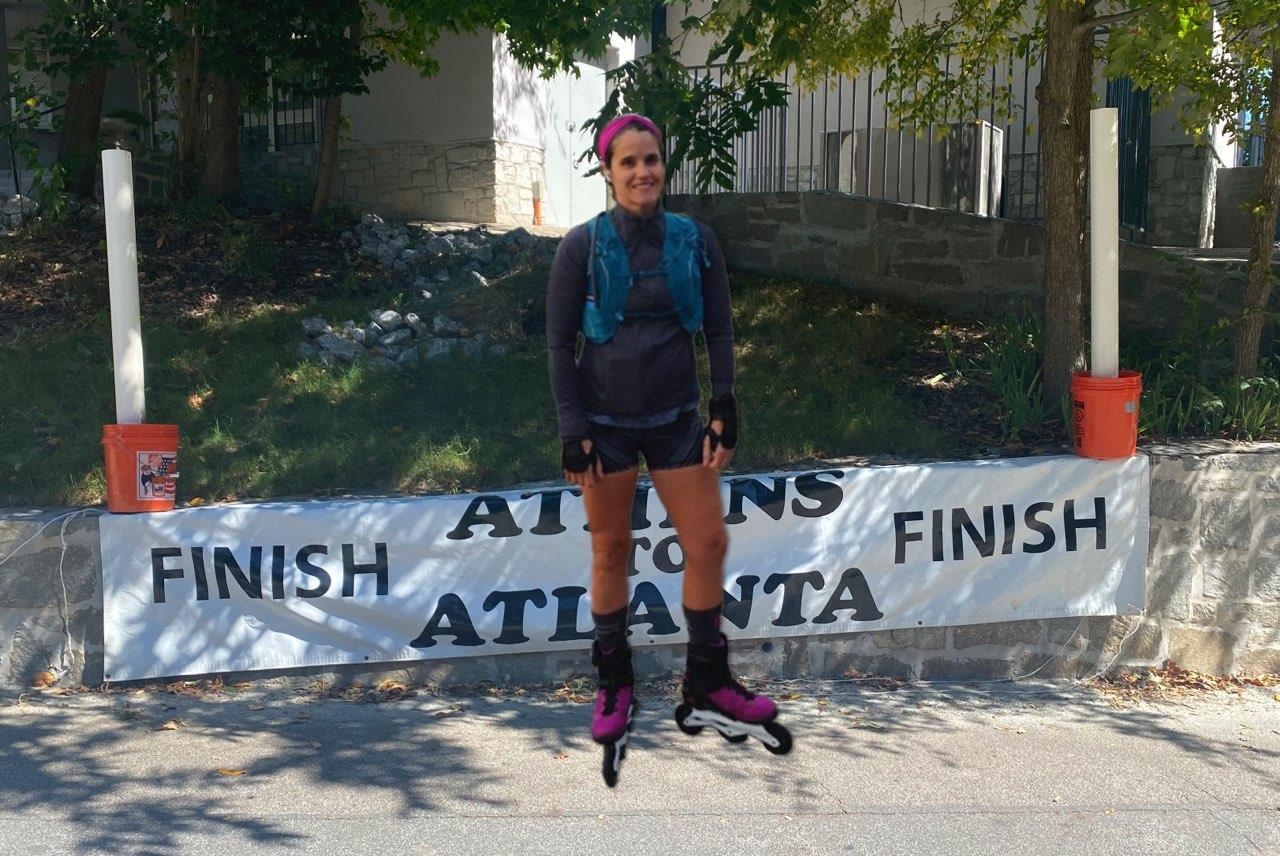 ATHENS
FINISH
TO
FINISH
ATLANTA